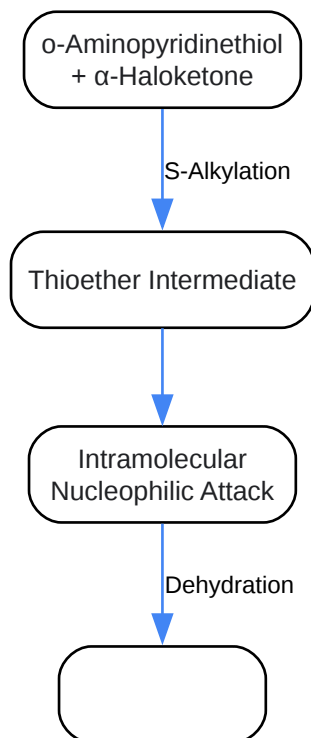 o-Aminopyridinethiol
+ α-Haloketone
S-Alkylation
Thioether Intermediate
Intramolecular
Nucleophilic Attack
Dehydration